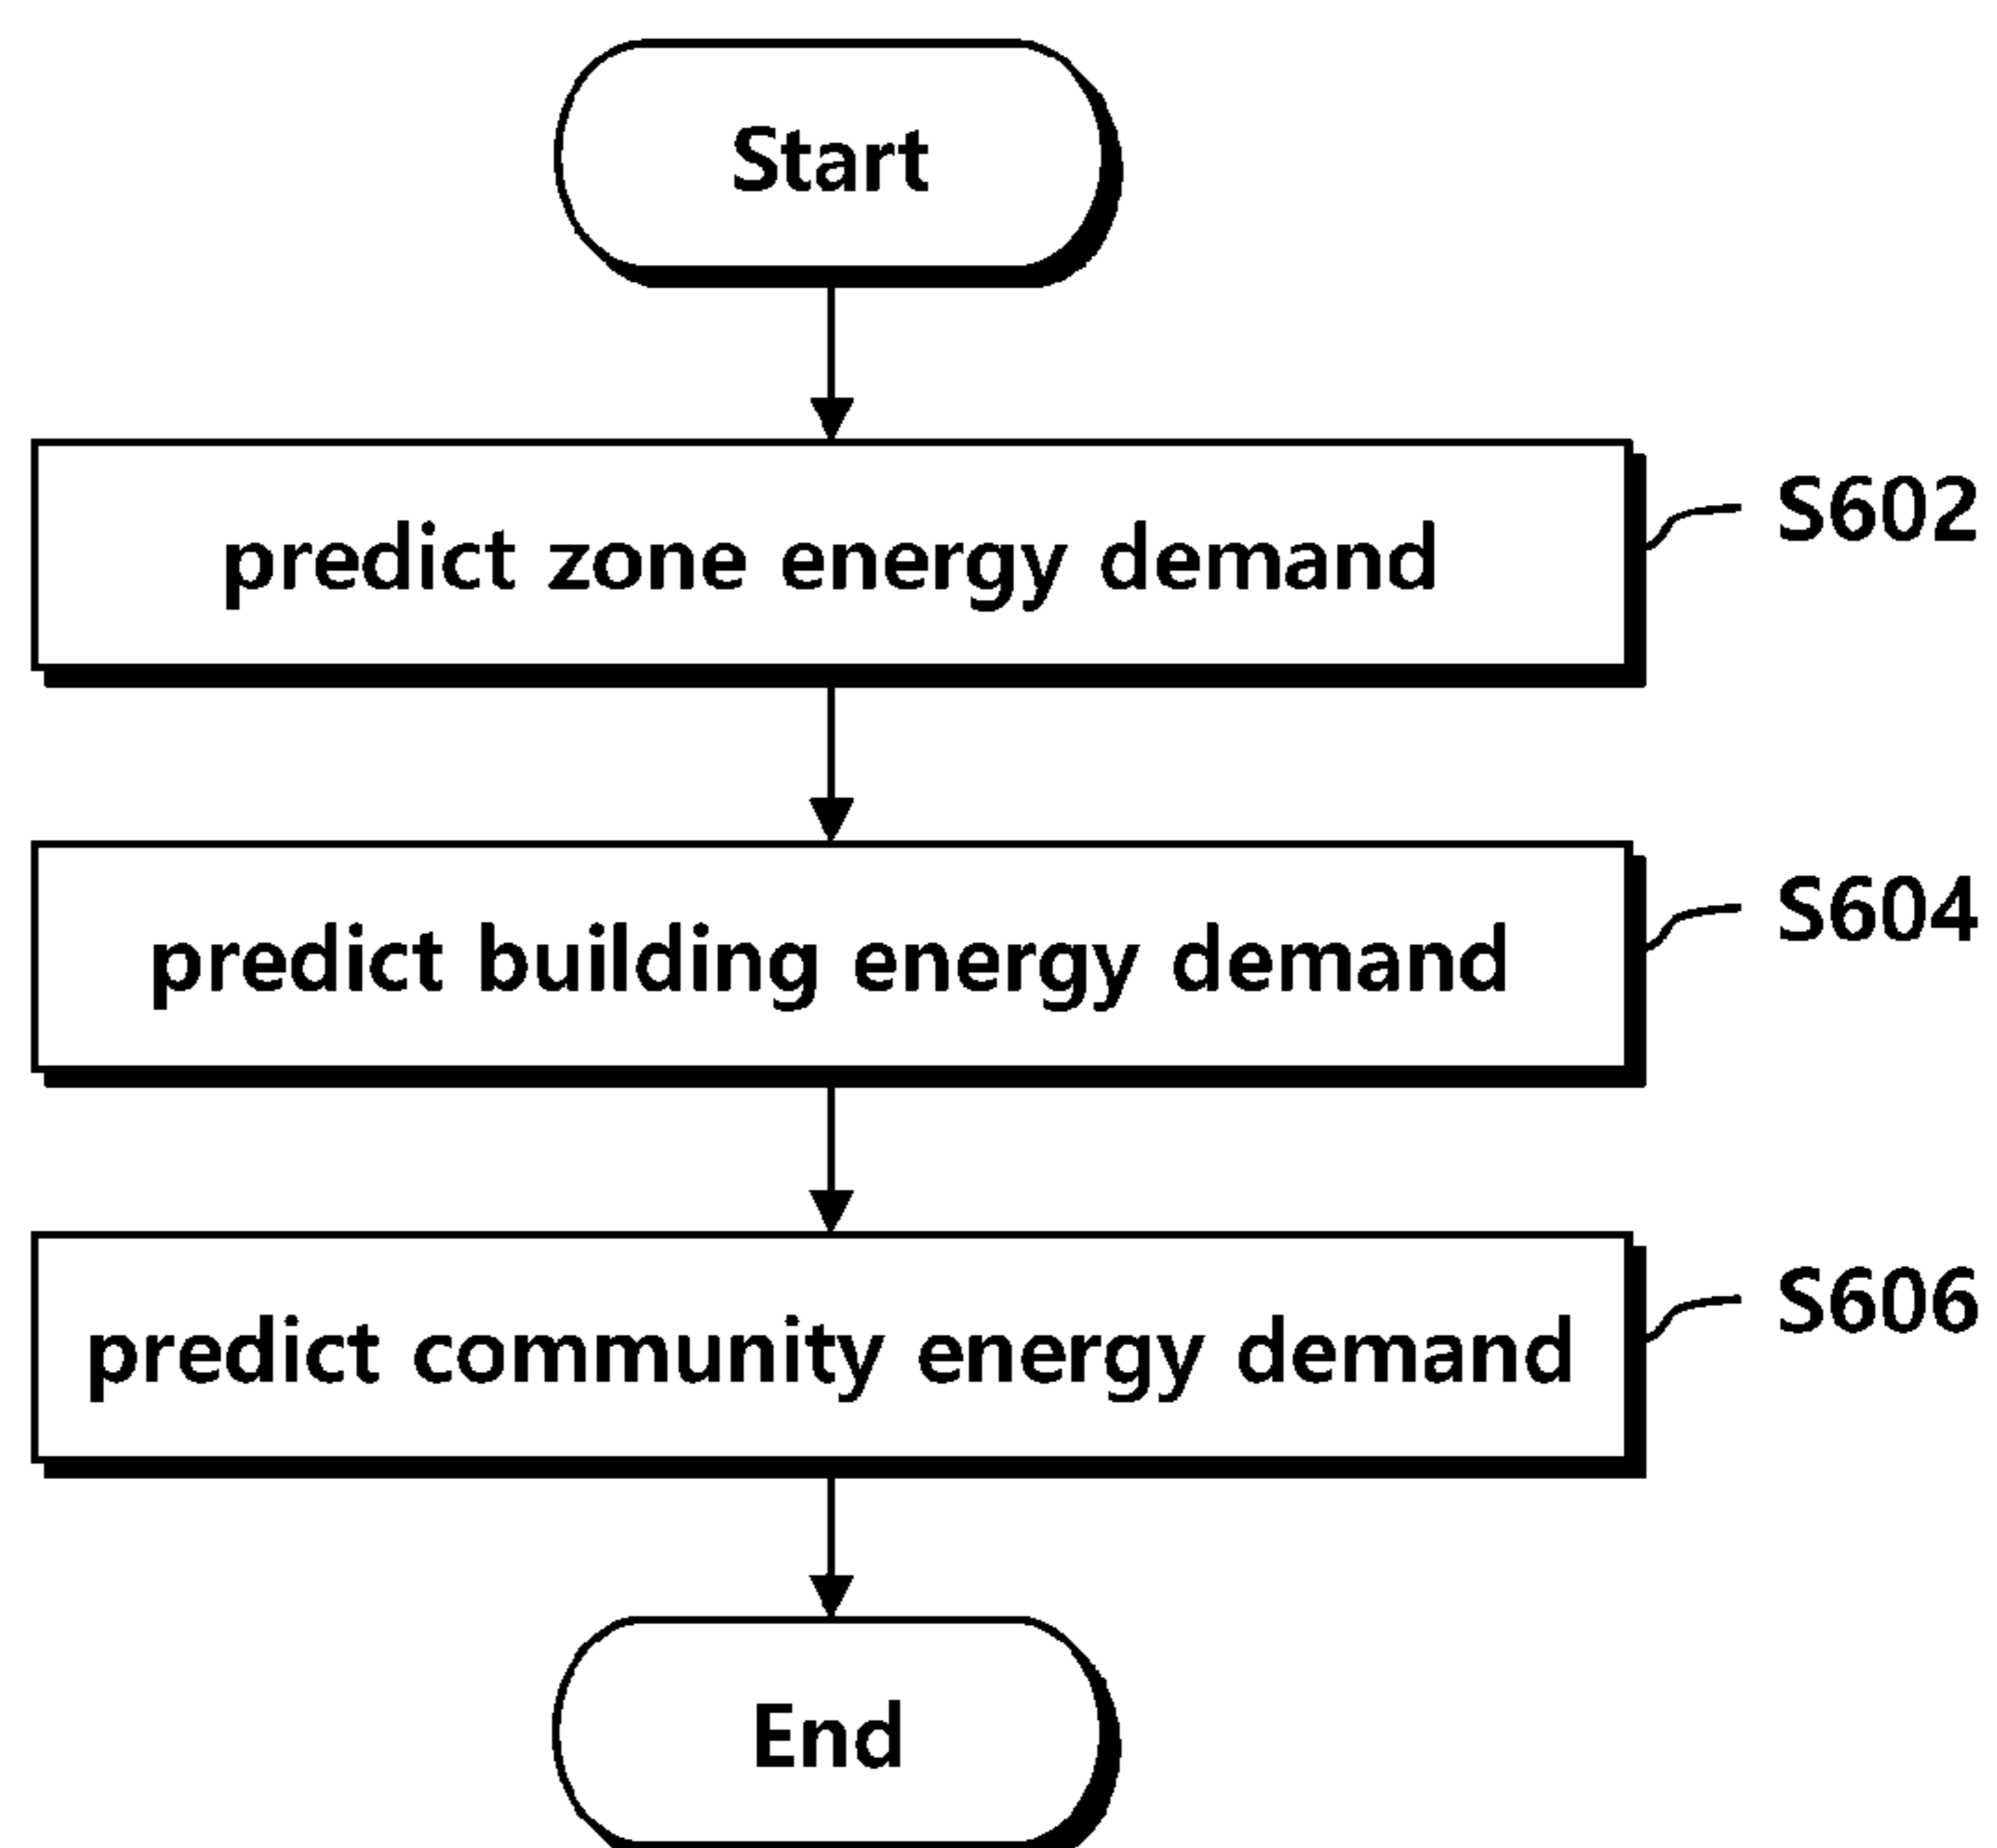 Start
predict zone energy demand
S602
predict building energy demand
S604
predict community energy demand
S606
End